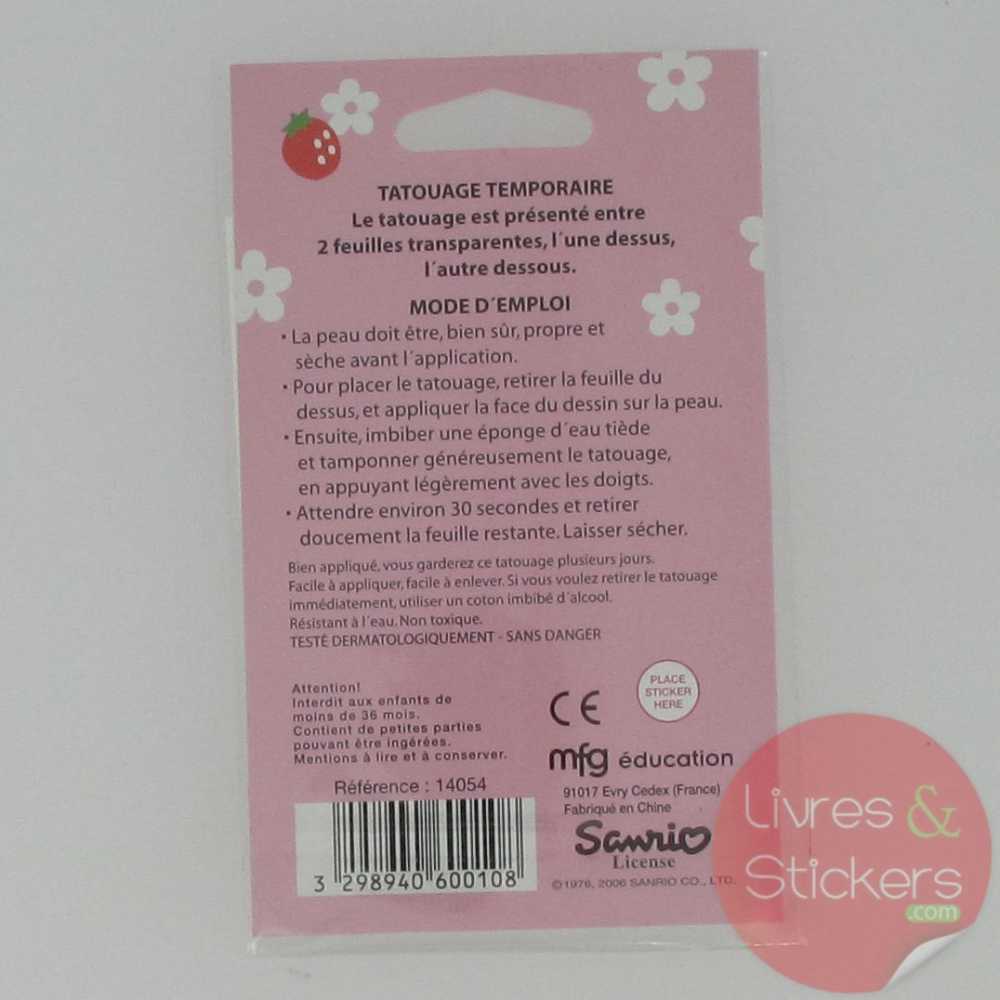 TATOUAGE TEMPORAIRE
Le tatouage est présenté entre
2 feuilles transparentes, l´une dessus,
l´autre dessous.
MODE D´EMPLOI
• La peau doit être, bien sûr, propre et
sèche avant l´application.
• Pour placer le tatouage, retirer la feuille du
dessus, et appliquer la face du dessin sur la peau.
• Ensuite, imbiber une éponge d´eau tiède
et tamponner généreusement le tatouage,
en appuyant légèrement avec les doigts.
• Attendre environ 30 secondes et retirer
doucement la feuille restante. Laisser sécher.
Bien appliqué, vous garderez ce tatouage plusieurs jours.
Facile à appliquer, facile à enlever. Si vous voulez retirer le tatouage
immédiatement, utiliser un coton imbibé d´alcool.
Résistant à l´eau. Non toxique.
TESTÉ DERMATOLOGIQUEMENT - SANS DANGER
Attention!
Interdit aux enfants de
moins de 36 mois.
Contient de petites parties
pouvant être ingérées.
Mentions à lire et à conserver.
Référence : 14054
3 298940 600108
CE
PLACE
STICKER
HERE
mfg éducation
91017 Evry Cedex (France)
Fabriqué en Chine
Sanrio
License
©1976, 2006 SANRIO CO., LTD.
Livres &
Stickers
.com